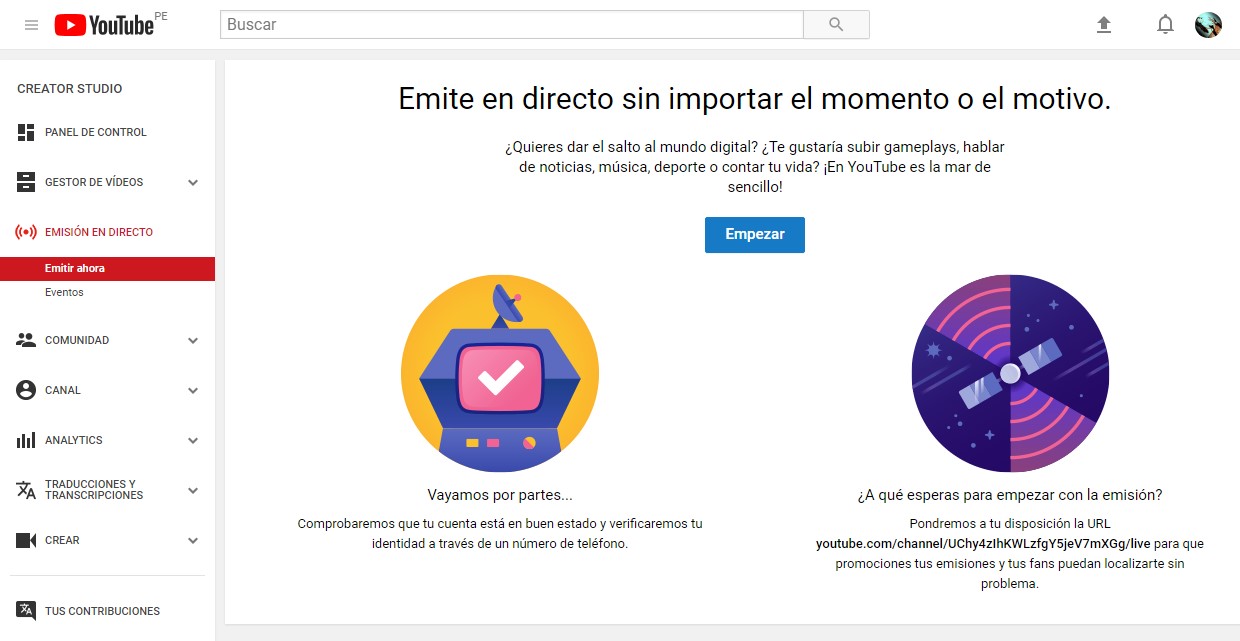 YouTube PE
Buscar
CREATOR STUDIO
PANEL DE CONTROL
GESTOR DE VÍDEOS
EMISIÓN EN DIRECTO
Emitir ahora
Eventos
COMUNIDAD
CANAL
ANALYTICS
TRADUCCIONES Y
TRANSCRIPCIONES
CREAR
TUS CONTRIBUCIONES
Emite en directo sin importar el momento o el motivo.
¿Quieres dar el salto al mundo digital? ¿Te gustaría subir gameplays, hablar
de noticias, música, deporte o contar tu vida? ¡En YouTube es la mar de
sencillo!
Empezar
Vayamos por partes...
Comprobaremos que tu cuenta está en buen estado y verificaremos tu
identidad a través de un número de teléfono.
¿A qué esperas para empezar con la emisión?
Pondremos a tu disposición la URL
youtube.com/channel/UChy4zIhKWLzfgY5jeV7mXGg/live para que
promociones tus emisiones y tus fans puedan localizarte sin
problema.